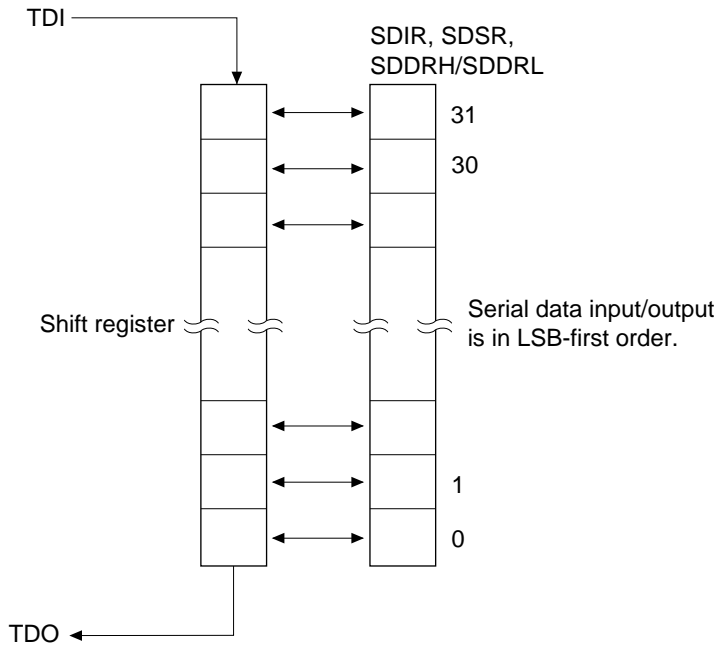 TDI
SDIR, SDSR,
SDDRH/SDDRL
31
30
Shift register
Serial data input/output
is in LSB-first order.
1
0
TDO